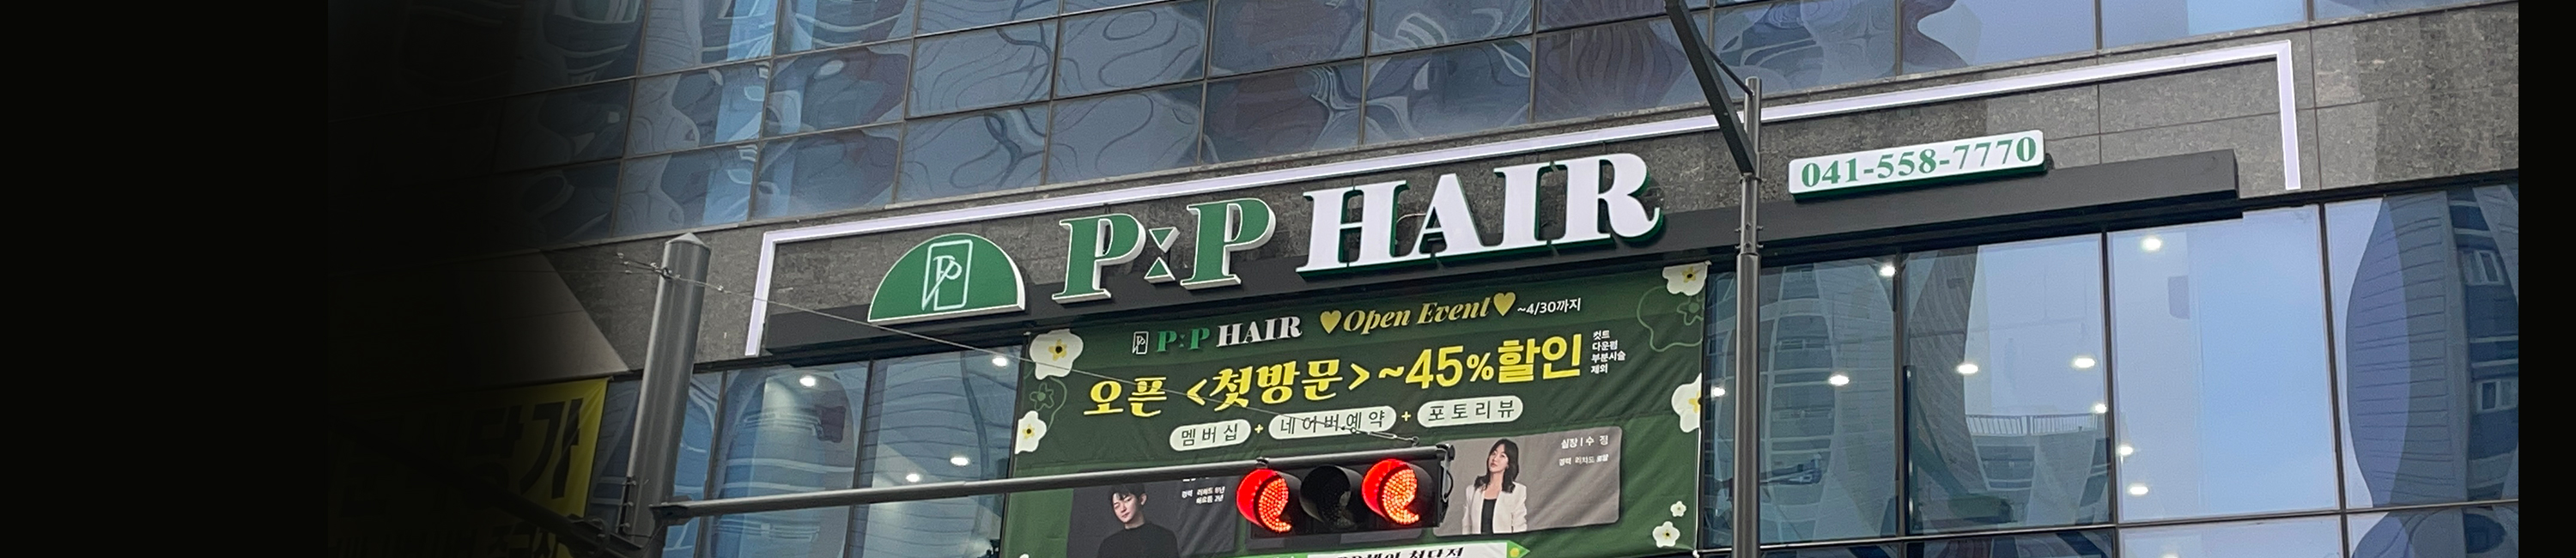 P:P HAIR
041-558-7770
P:P HAIR ♥Open Event♥ ~4/30까지
오픈 <첫방문> ~45%할인
컷트
다운펌
부분시술
제외
멤버십 + 네이버예약 + 포토리뷰
실장 | 수 정